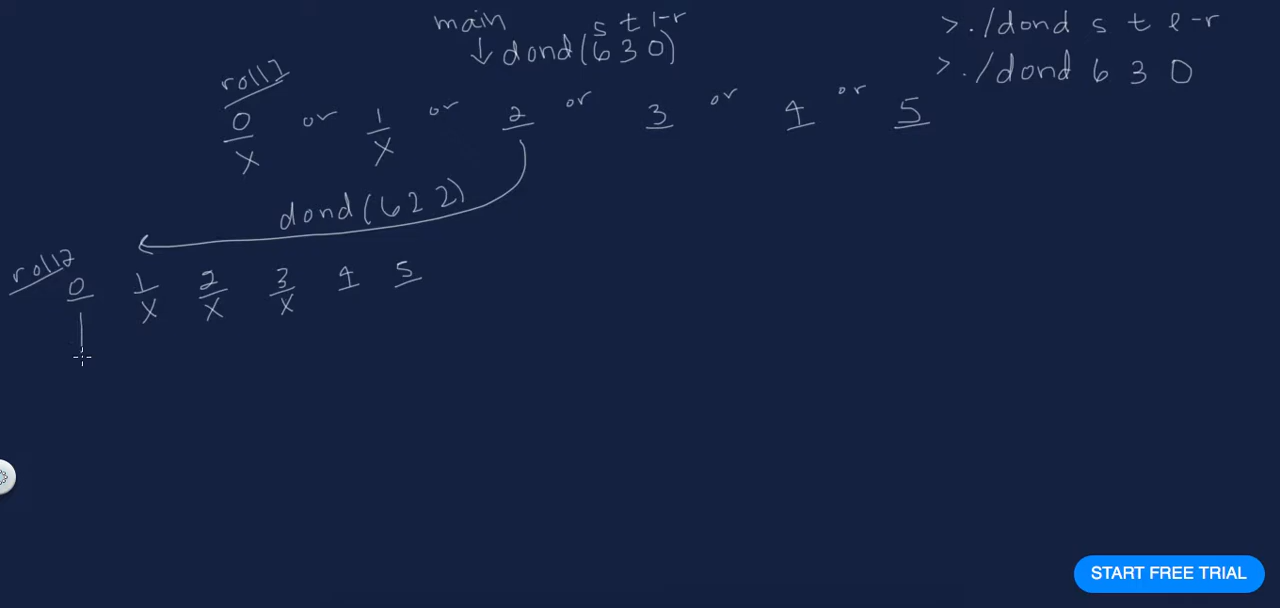 main
s t l-r
↓ dond(6 3 0)
>./dond s t l-r
>./dond 6 3 0
roll1
0 or 1 or 2 or 3 or 4 or 5
x x
dond(6 2 2)
roll2
0 1 2 3 4 5
x x x
START FREE TRIAL